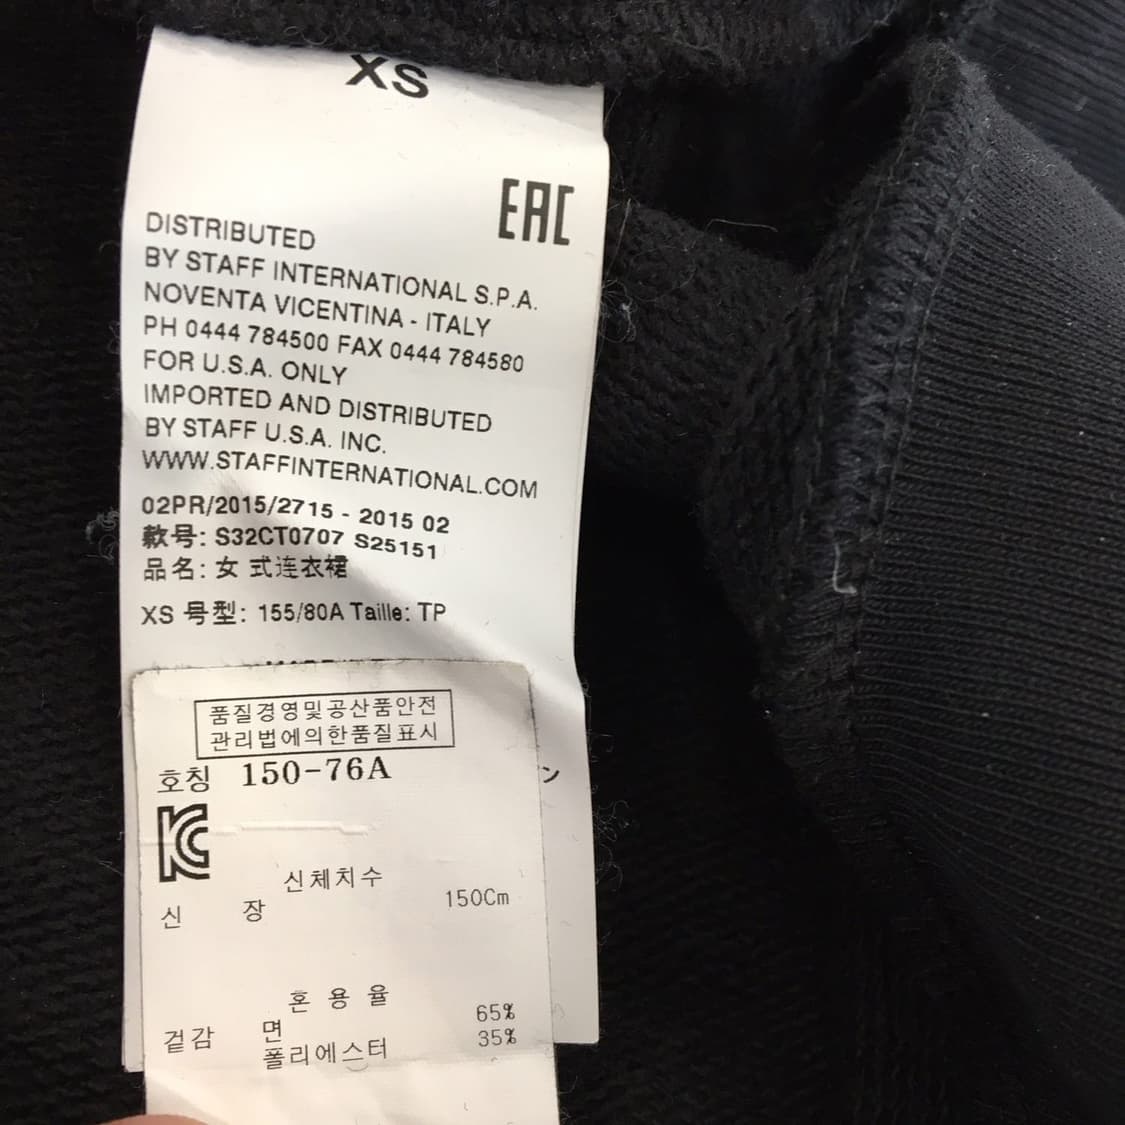 XS
EAC
DISTRIBUTED
BY STAFF INTERNATIONAL S.P.A.
NOVENTA VICENTINA - ITALY
PH 0444 784500 FAX 0444 784580
FOR U.S.A. ONLY
IMPORTED AND DISTRIBUTED
BY STAFF U.S.A. INC.
WWW.STAFFINTERNATIONAL.COM
02PR/2015/2715 - 2015 02
款号: S32CT0707 S25151
品名: 女 式连衣裙
XS 号型: 155/80A Taille: TP
품질경영및공산품안전
관리법에의한품질표시
호칭 150-76A
ン
KC
신체치수
신 장 150Cm
혼 용 율
겉감 면 65%
폴리에스터 35%